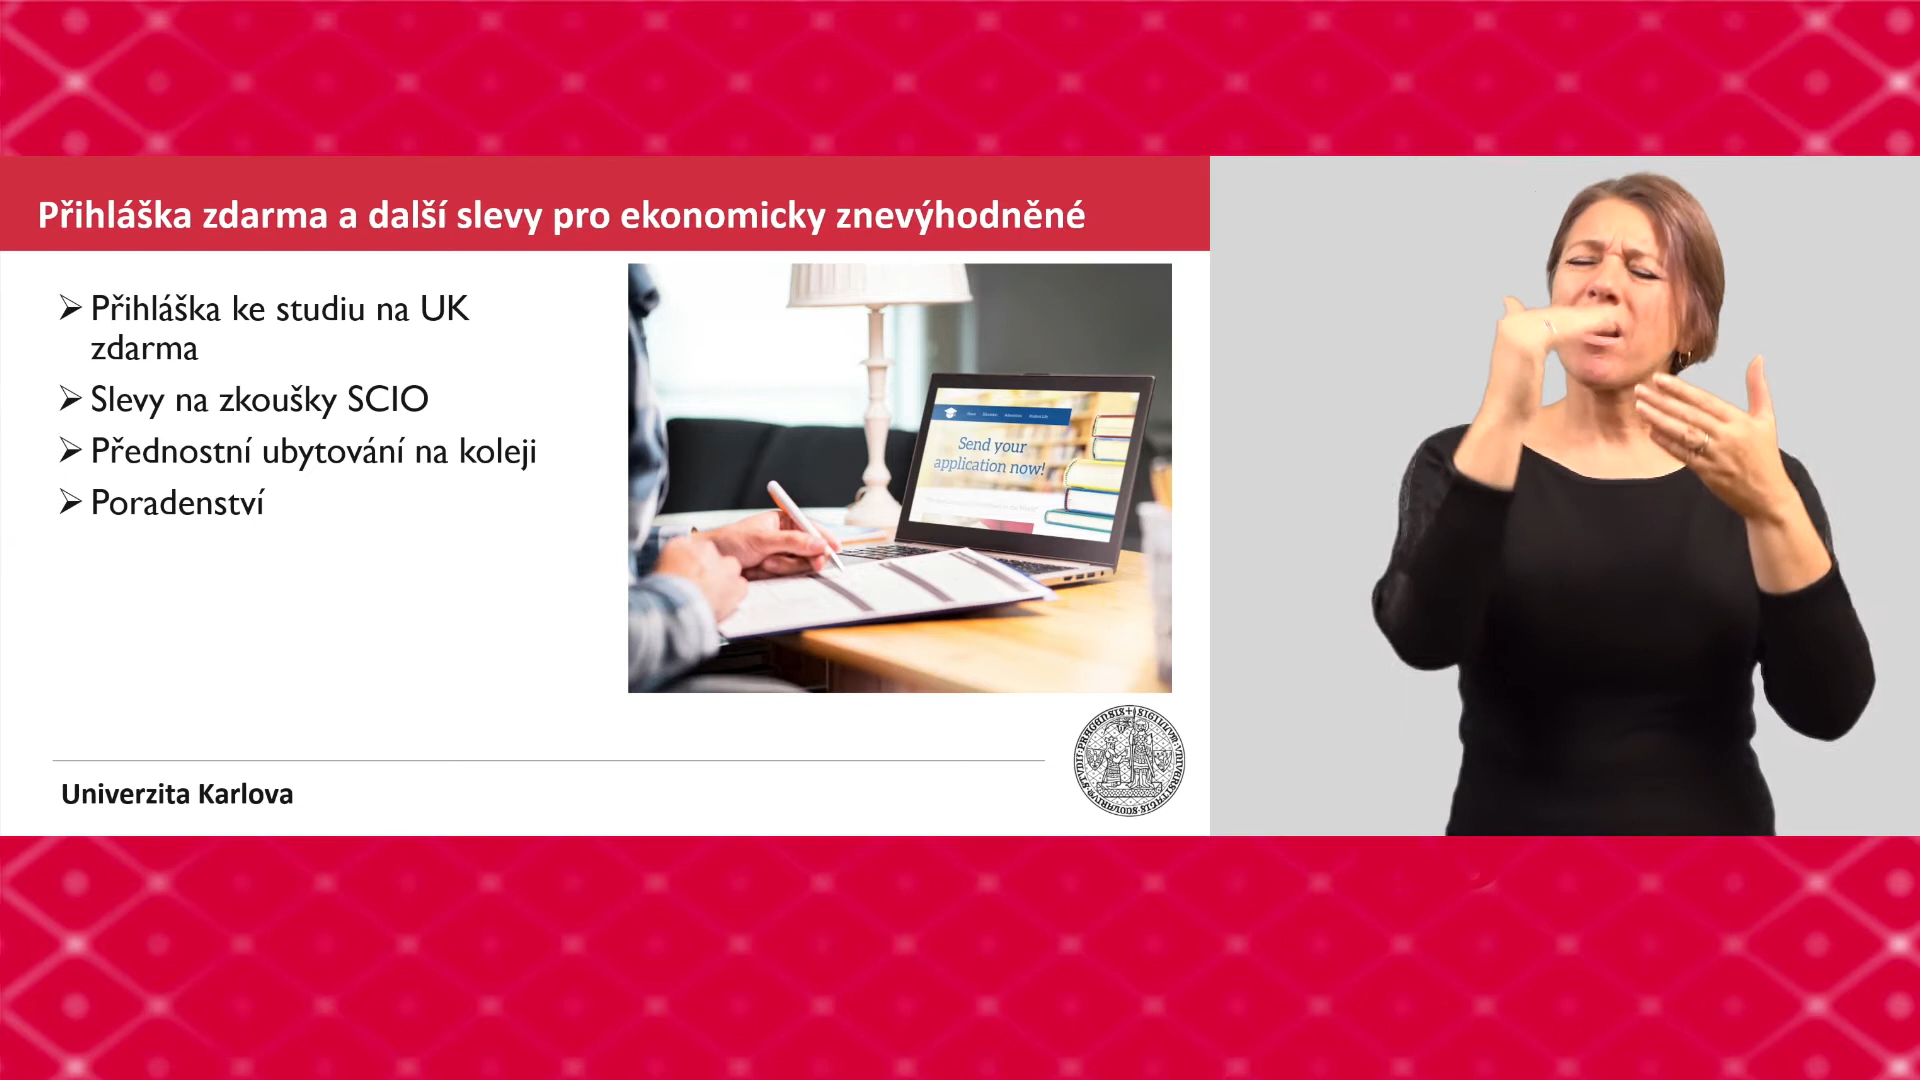 Přihláška zdarma a další slevy pro ekonomicky znevýhodněné
➢ Přihláška ke studiu na UK
zdarma
➢ Slevy na zkoušky SCIO
➢ Přednostní ubytování na koleji
➢ Poradenství
Send your
application now!
Univerzita Karlova